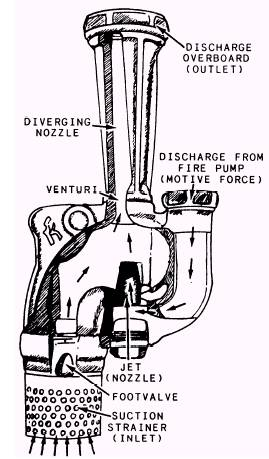 DISCHARGE
OVERBOARD
(OUTLET)
DIVERGING
NOZZLE
DISCHARGE FROM
FIRE PUMP
(MOTIVE FORCE)
VENTURI
JET
(NOZZLE)
FOOTVALVE
SUCTION
STRAINER
(INLET)